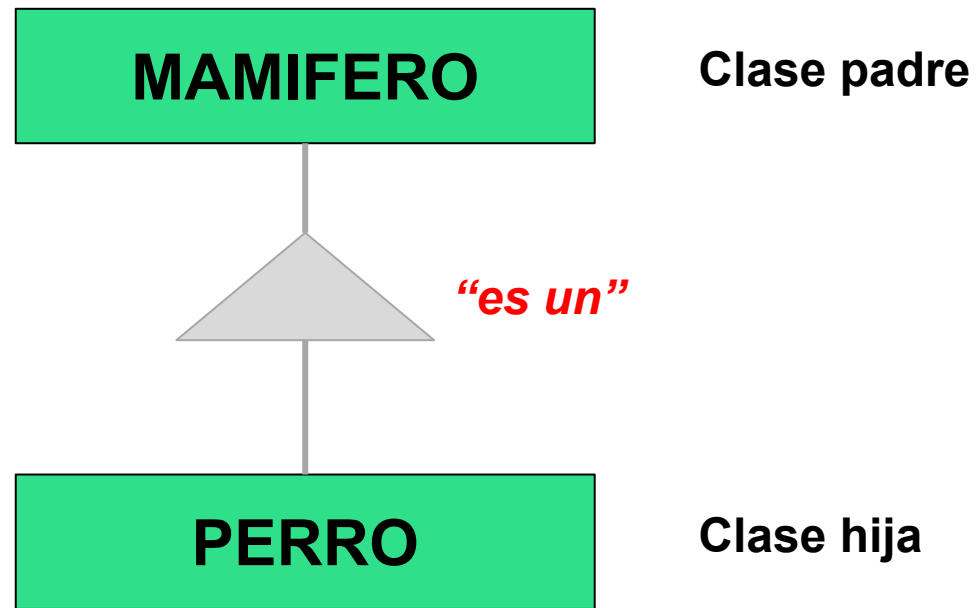 MAMIFERO
Clase padre
“es un”
PERRO
Clase hija